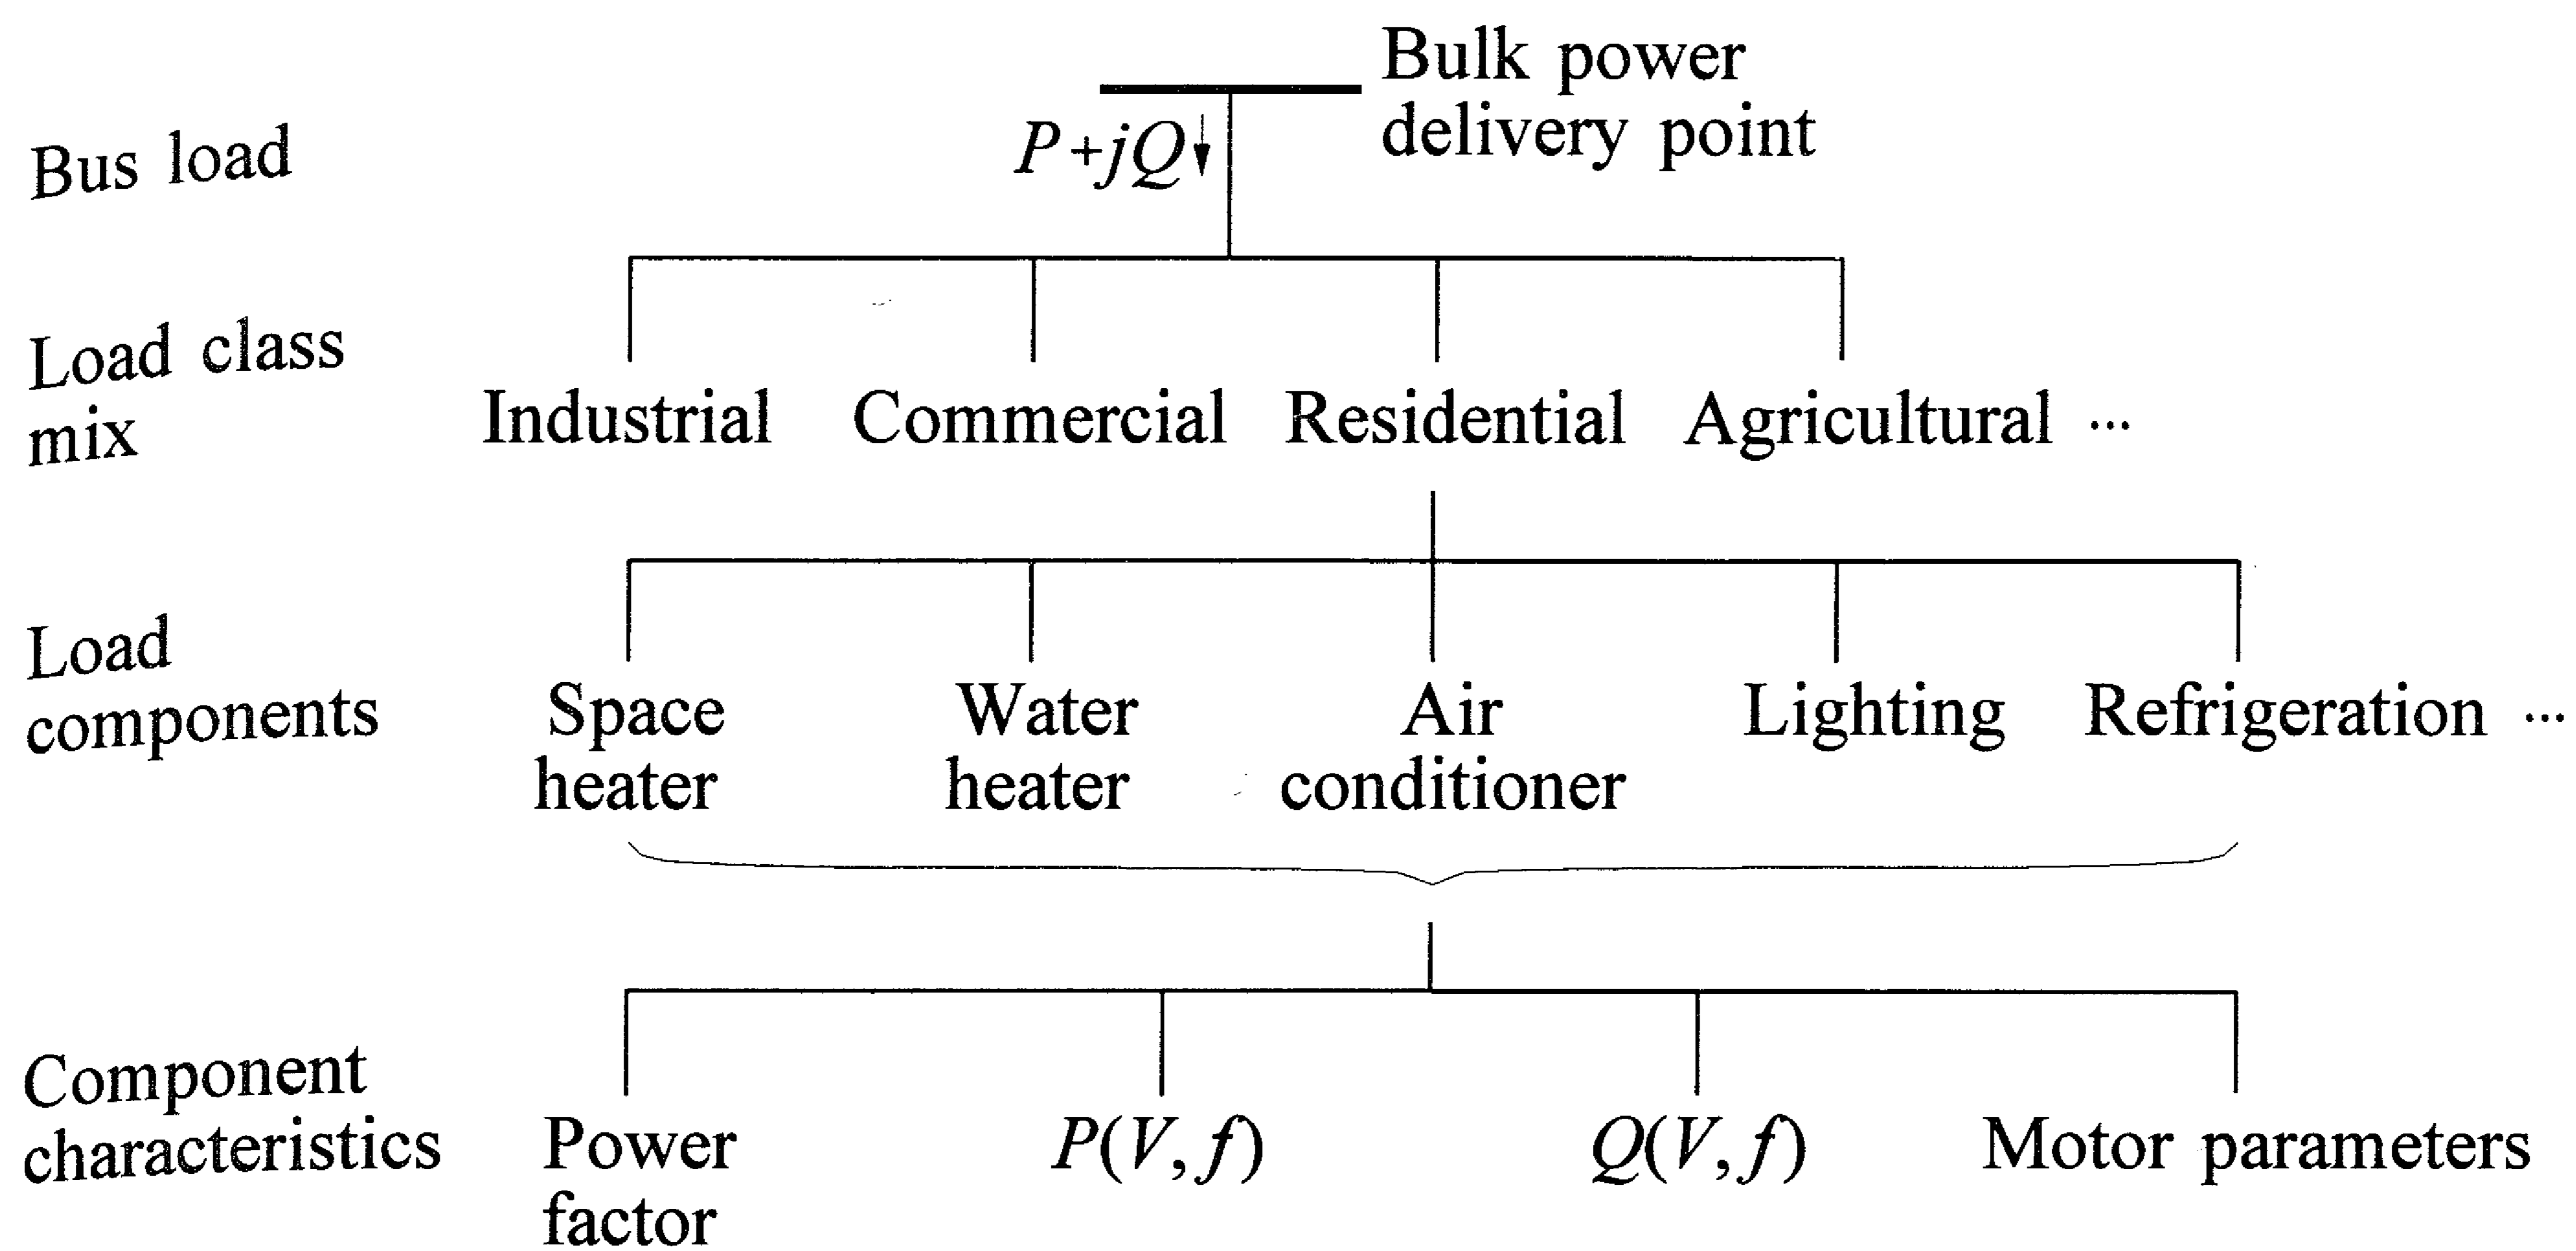 Bulk power
delivery point
P+jQ
Bus load
Load class
mix
Industrial Commercial Residential Agricultural ...
Load
components
Space
heater
Water
heater
Air
conditioner
Lighting
Refrigeration ...
Component
characteristics
Power
factor
P(V,f)
Q(V,f)
Motor parameters